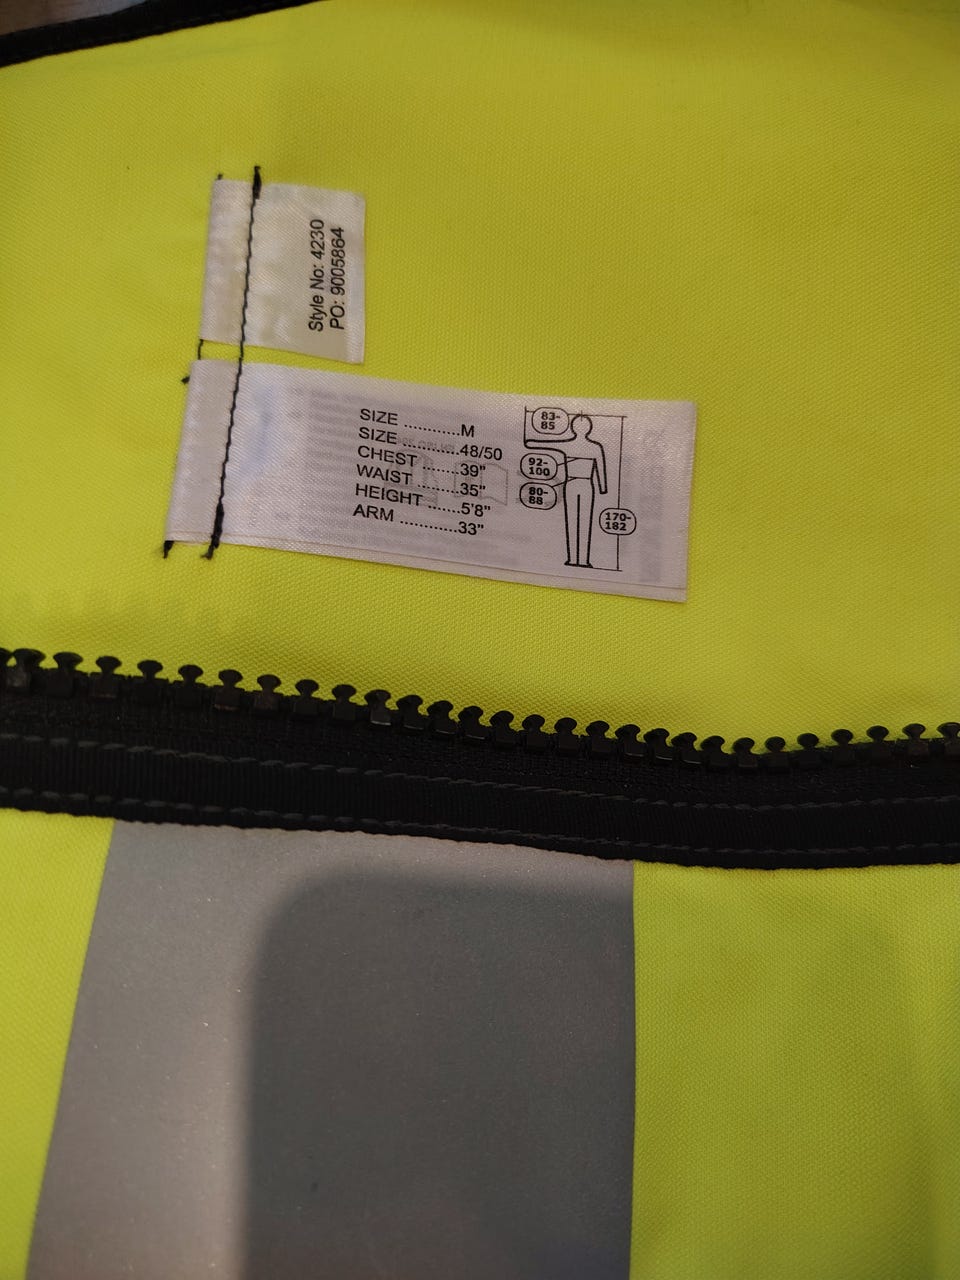 Style No: 4230
PO: 9005864
SIZE ............M
SIZE ............48/50
CHEST ........39"
WAIST ..........35"
HEIGHT .......5'8"
ARM ............33"
83-
85
92-
100
80-
88
170-
182